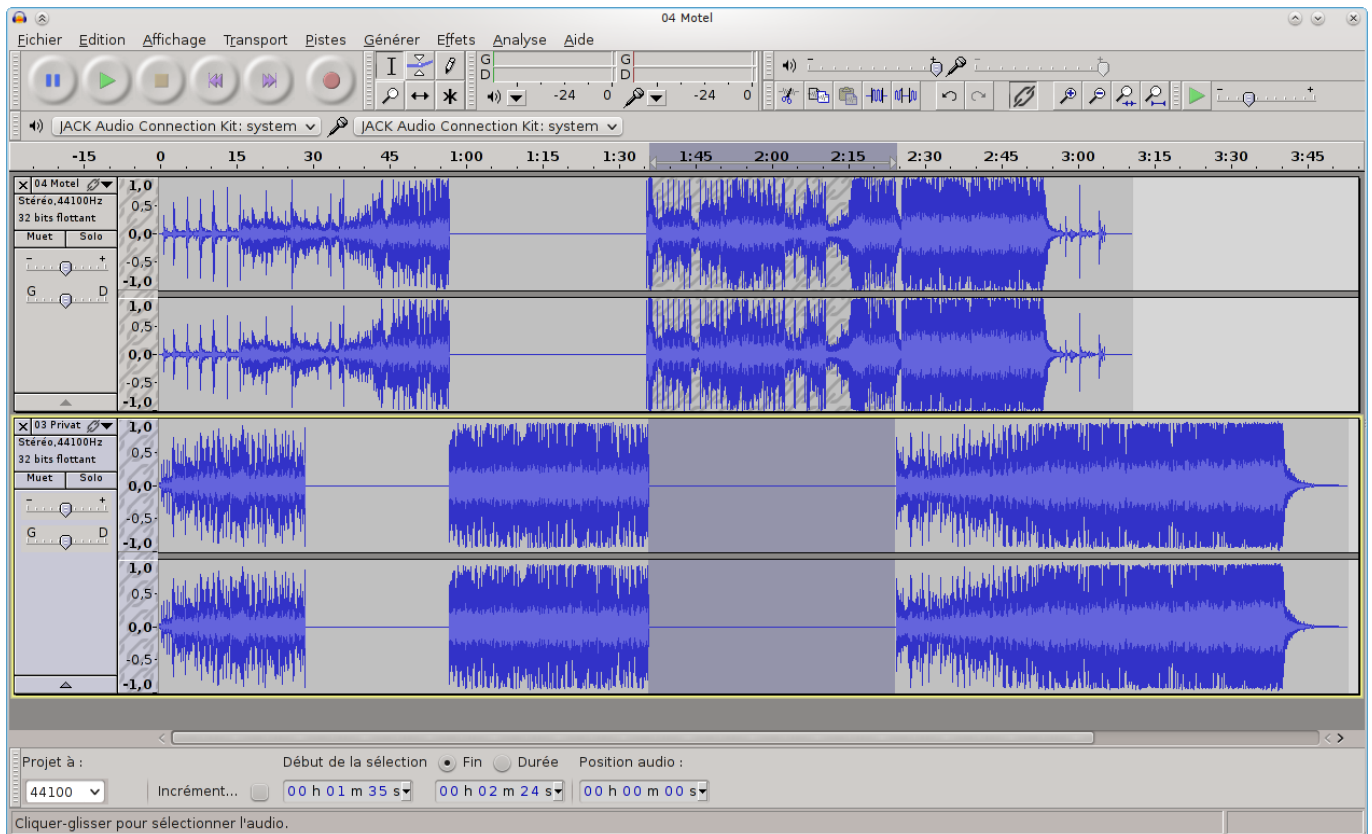 04 Motel
Eichier Edition Affichage Transport Pistes Générer Effets Analyse Aide
G G
D D
-24 0 -24 0
JACK Audio Connection Kit: system JACK Audio Connection Kit: system
-15 0 15 30 45 1:00 1:15 1:30 1:45 2:00 2:15 2:30 2:45 3:00 3:15 3:30 3:45
04 Motel
Stéréo,44100Hz
32 bits flottant
Muet Solo
- +
G D
1,0
0,5
0,0
-0,5
-1,0
1,0
0,5
0,0
-0,5
-1,0
03 Privat
Stéréo,44100Hz
32 bits flottant
Muet Solo
- +
G D
1,0
0,5
0,0
-0,5
-1,0
1,0
0,5
0,0
-0,5
-1,0
Projet à : Début de la sélection Fin Durée Position audio :
44100 Incrément... 00 h 01 m 35 s 00 h 02 m 24 s 00 h 00 m 00 s
Cliquer-glisser pour sélectionner l'audio.